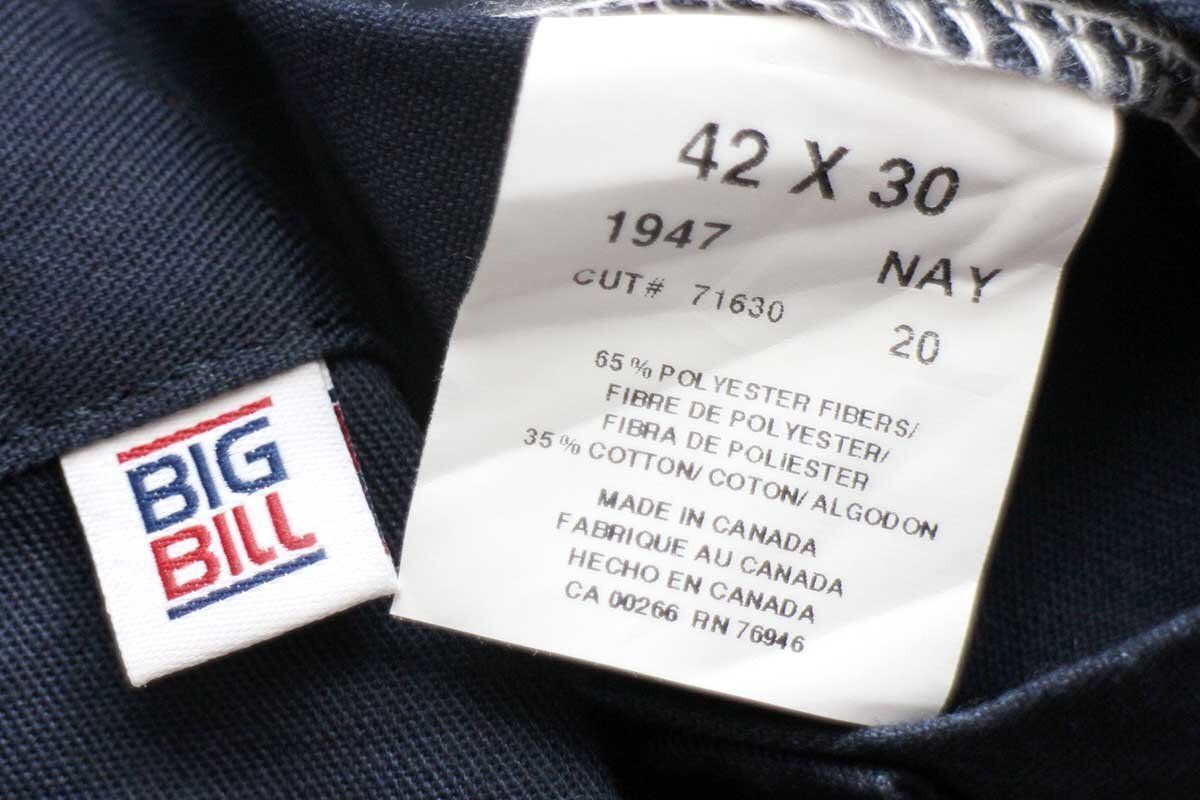 BIG
BILL
42 X 30
1947 NAY
CUT# 71630 20
65% POLYESTER FIBERS/
FIBRE DE POLYESTER/
FIBRA DE POLIESTER
35% COTTON/ COTON/ ALGODON
MADE IN CANADA
FABRIQUE AU CANADA
HECHO EN CANADA
CA 00266 RN 76946